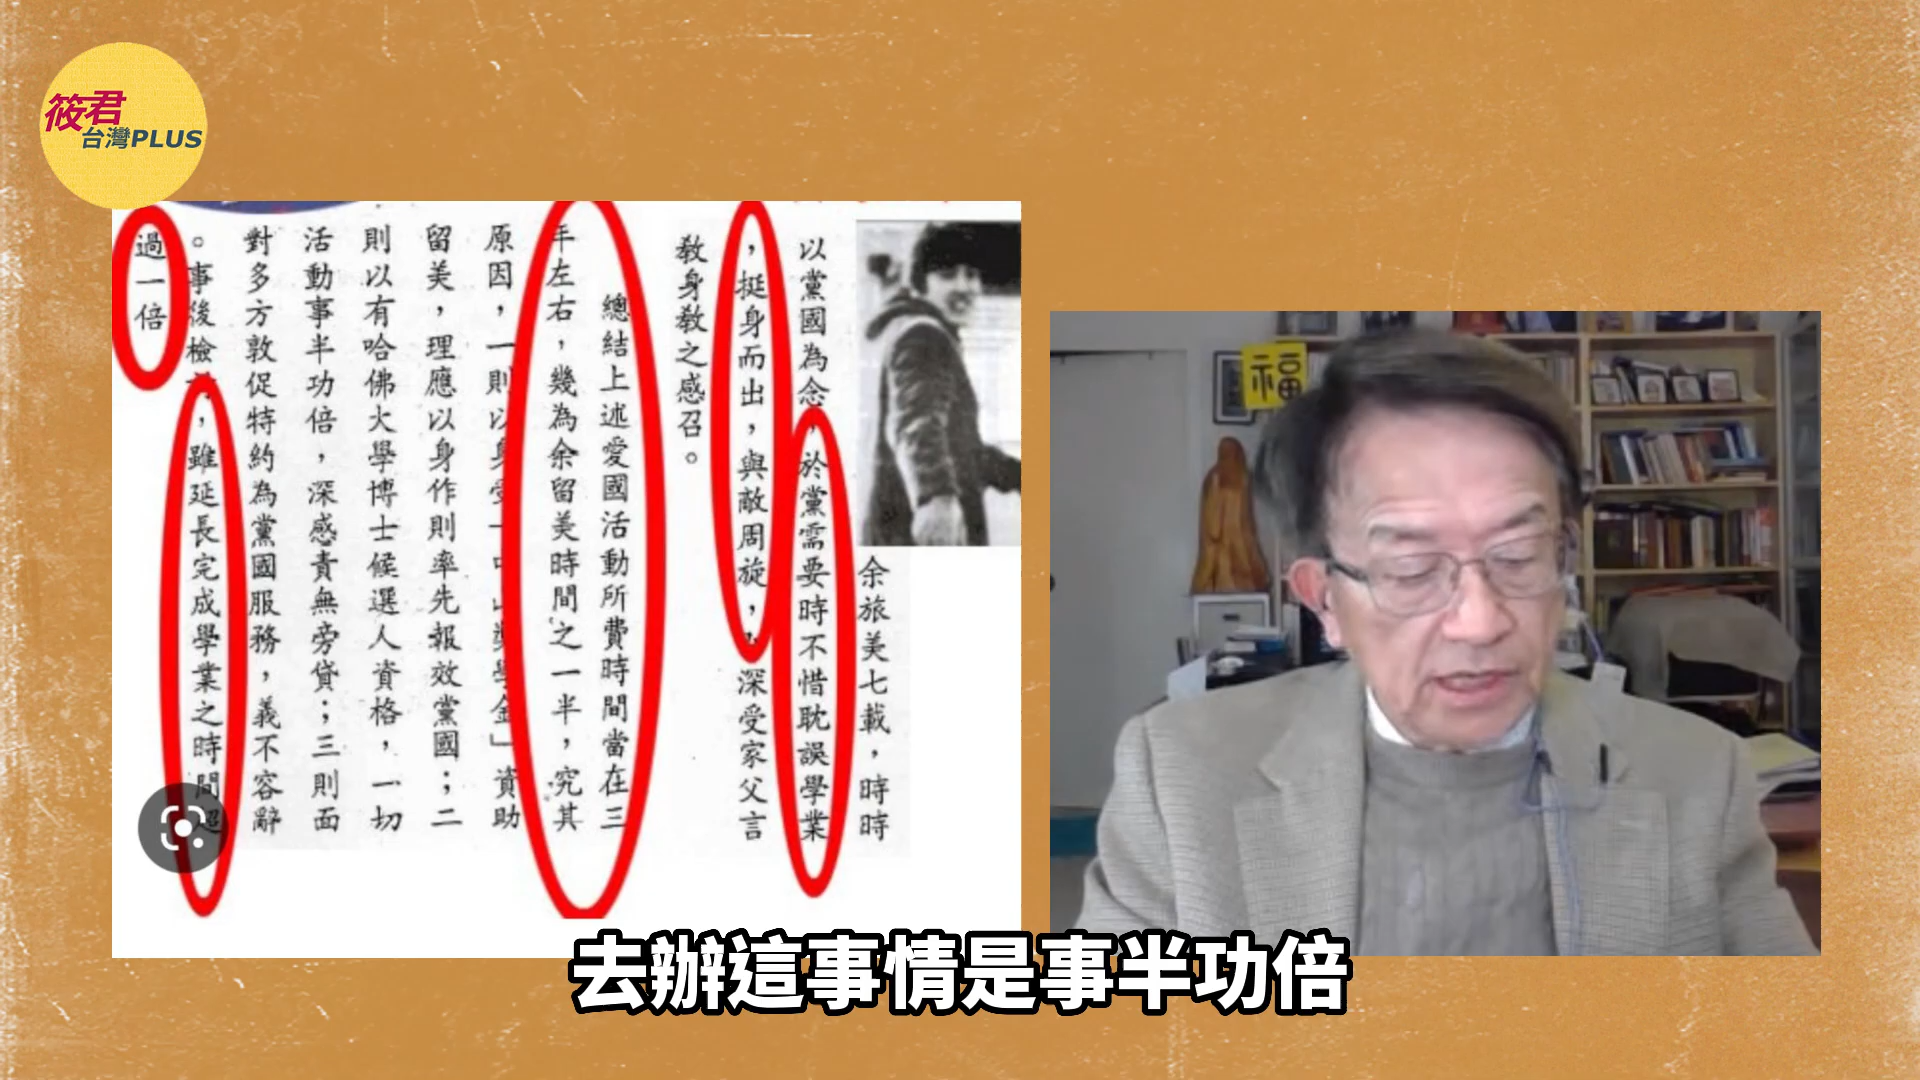 筱君
台灣PLUS
余旅美七載，時時
以黨國為念，於黨需要時不惜耽誤學業
，挺身而出，與敵周旋，深受家父言
教身教之感召。
總結上述愛國活動所費時間當在三
年左右，幾為余留美時間之一半，究其
原因，一則以身受「中山獎學金」資助
留美，理應以身作則率先報效黨國；二
則以有哈佛大學博士候選人資格，一切
活動事半功倍，深感責無旁貸；三則面
對多方敦促特約為黨國服務，義不容辭
。事後檢，雖延長完成學業之時間超
過一倍
福
去辦這事情是事半功倍